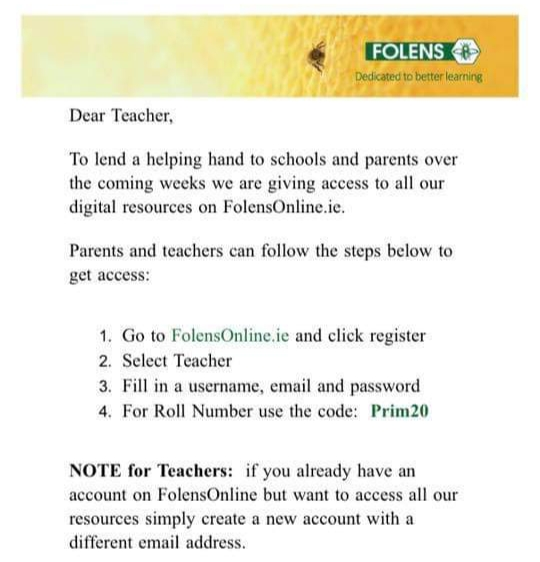 FOLENS
Dedicated to better learning
Dear Teacher,
To lend a helping hand to schools and parents over
the coming weeks we are giving access to all our
digital resources on FolensOnline.ie.
Parents and teachers can follow the steps below to
get access:
1. Go to FolensOnline.ie and click register
2. Select Teacher
3. Fill in a username, email and password
4. For Roll Number use the code: Prim20
NOTE for Teachers: if you already have an
account on FolensOnline but want to access all our
resources simply create a new account with a
different email address.